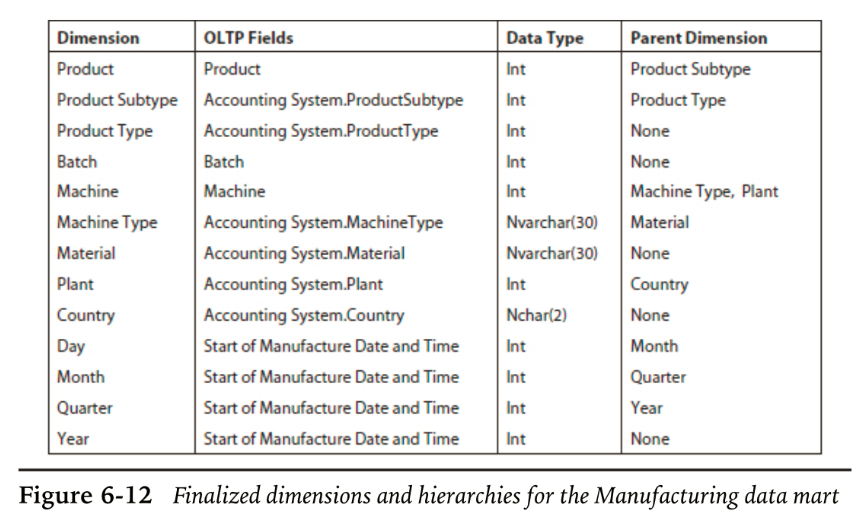 Dimension OLTP Fields Data Type Parent Dimension
Product Product Int Product Subtype
Product Subtype Accounting System.ProductSubtype Int Product Type
Product Type Accounting System.ProductType Int None
Batch Batch Int None
Machine Machine Int Machine Type, Plant
Machine Type Accounting System.MachineType Nvarchar(30) Material
Material Accounting System.Material Nvarchar(30) None
Plant Accounting System.Plant Int Country
Country Accounting System.Country Nchar(2) None
Day Start of Manufacture Date and Time Int Month
Month Start of Manufacture Date and Time Int Quarter
Quarter Start of Manufacture Date and Time Int Year
Year Start of Manufacture Date and Time Int None
Figure 6-12 Finalized dimensions and hierarchies for the Manufacturing data mart